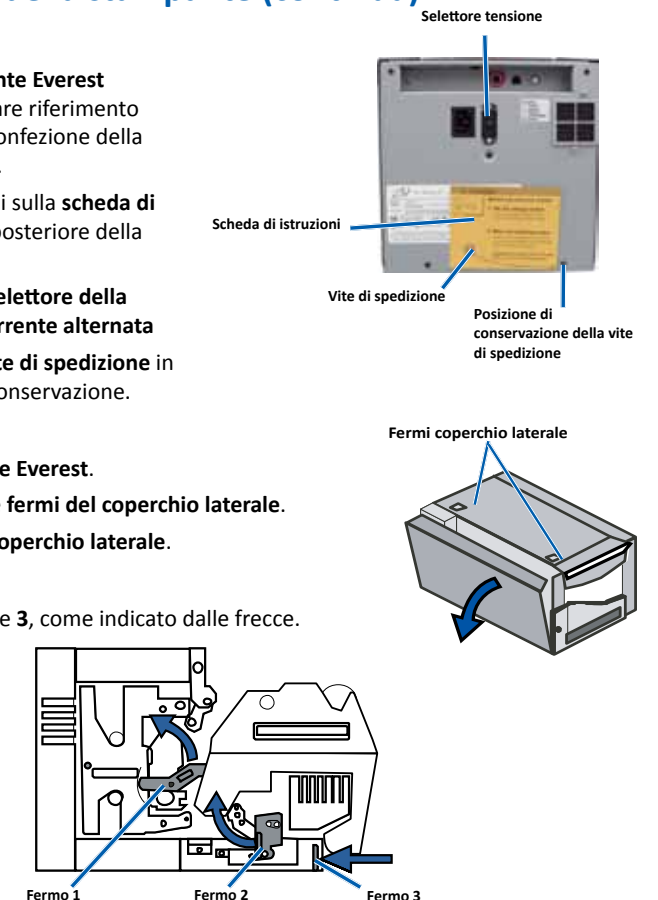 Selettore tensione
nte Everest
are riferimento
onfezione della
i sulla scheda di
posteriore della
Scheda di istruzioni
Vite di spedizione
elettore della
rrente alternata
Posizione di
conservazione della vite
di spedizione
te di spedizione in
onservazione.
Fermi coperchio laterale
e Everest.
fermi del coperchio laterale.
operchio laterale.
e 3, come indicato dalle frecce.
Fermo 1
Fermo 2
Fermo 3